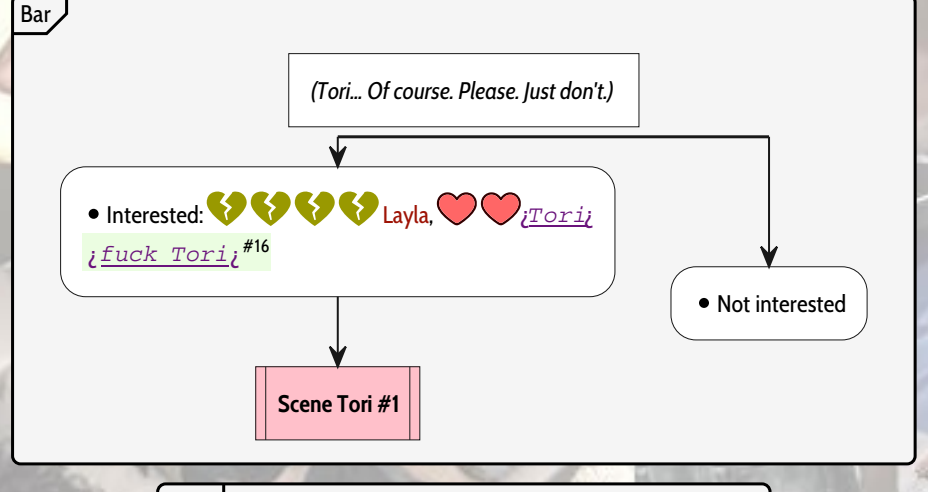 Bar
(Tori... Of course. Please. Just don't.)
• Interested: Layla, ¿Tori¿
¿fuck Tori¿#16
• Not interested
Scene Tori #1